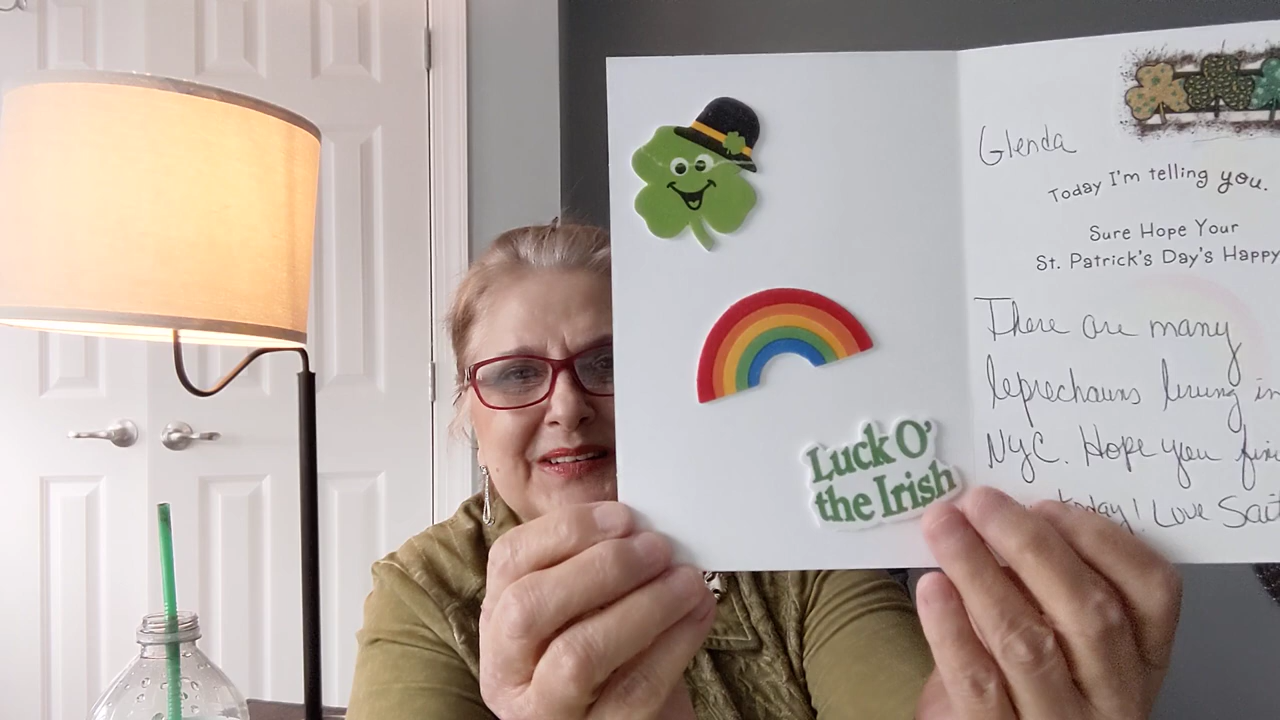 Luck O'
the Irish
Glenda
Today I'm telling you.
Sure Hope Your
St. Patrick's Day's Happy
There are many
leprechauns living in
NYC. Hope you
today! Love